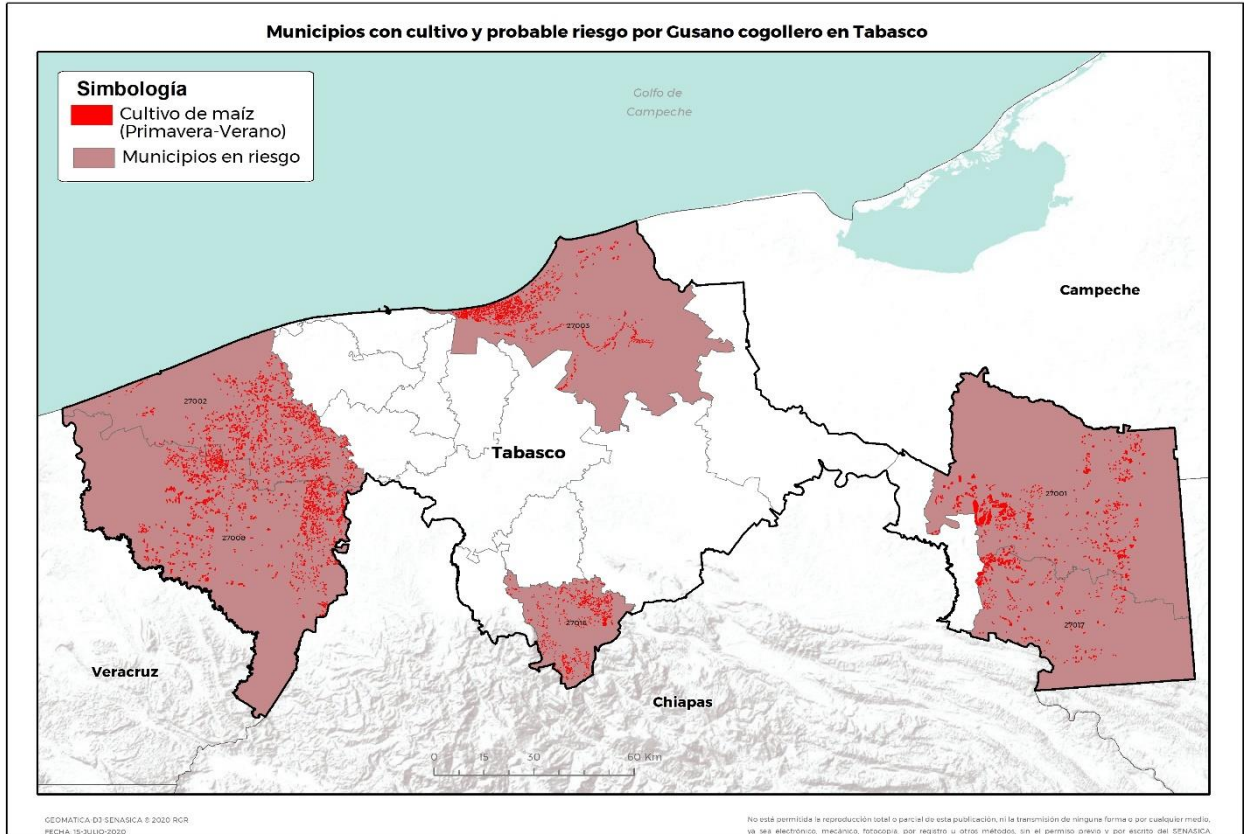 Municipios con cultivo y probable riesgo por Gusano cogollero en Tabasco
Simbología
Cultivo de maíz
(Primavera-Verano)
Municipios en riesgo
Golfo de
Campeche
Campeche
27003
27002
Tabasco
27001
27008
27016
27017
Veracruz
Chiapas
0 15 30 60 Km
GEOMATICA-DJ-SENASICA © 2020 RGR
FECHA: 15-JULIO-2020
No está permitida la reproducción total o parcial de esta publicación, ni la transmisión de ninguna forma o por cualquier medio,
ya sea electrónico, mecánico, fotocopia, por registro u otros métodos, sin el permiso previo y por escrito del SENASICA.